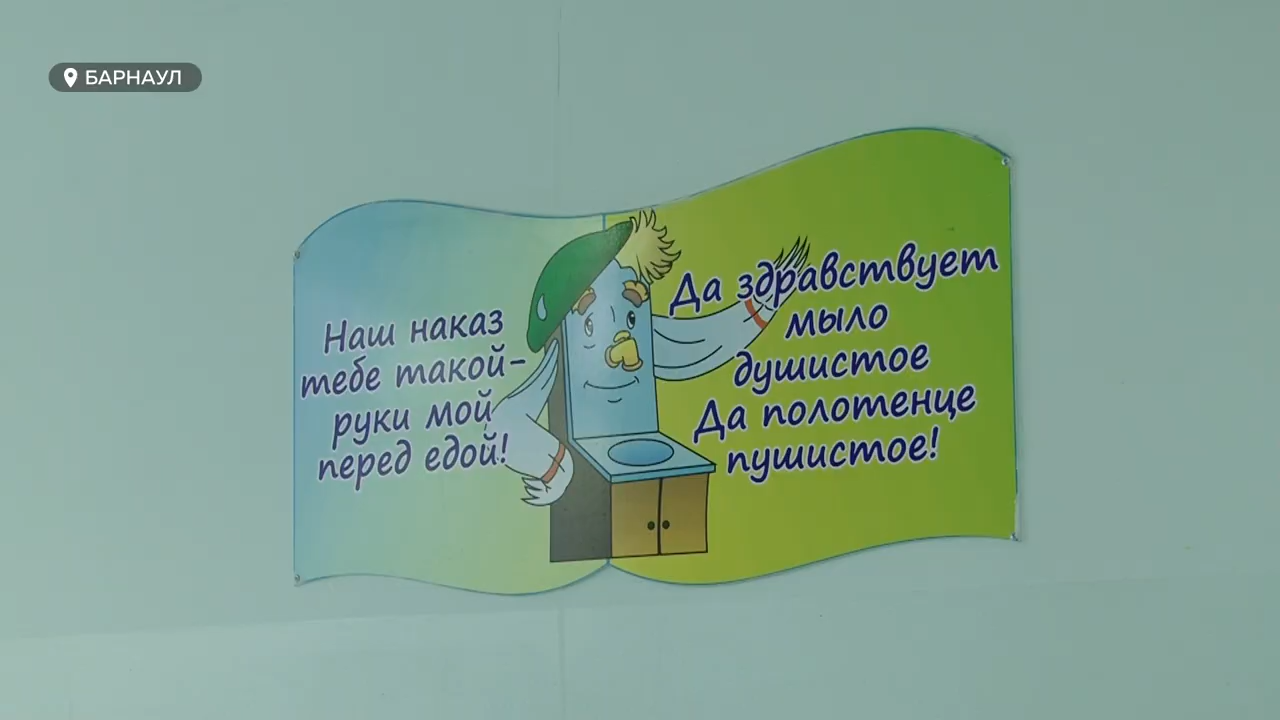 БАРНАУЛ
Наш наказ
тебе такой-
руки мой
перед едой!
Да здравствует
мыло
душистое
Да полотенце
пушистое!